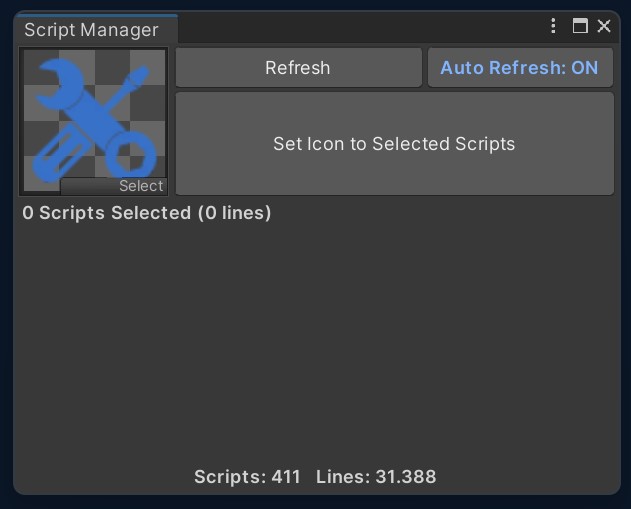 Script Manager
Refresh
Auto Refresh: ON
Select
Set Icon to Selected Scripts
0 Scripts Selected (0 lines)
Scripts: 411 Lines: 31.388